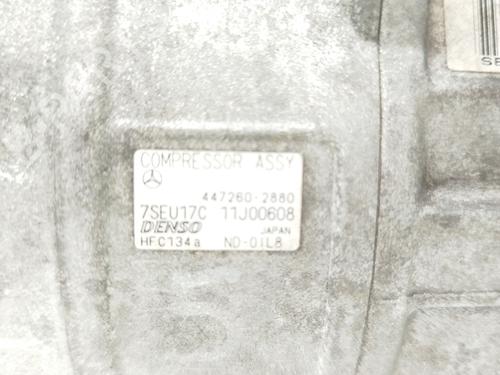 COMPRESSOR ASSY
447260-2880
7SEU17C 11J00608
DENSO JAPAN
HFC134a ND-OIL8